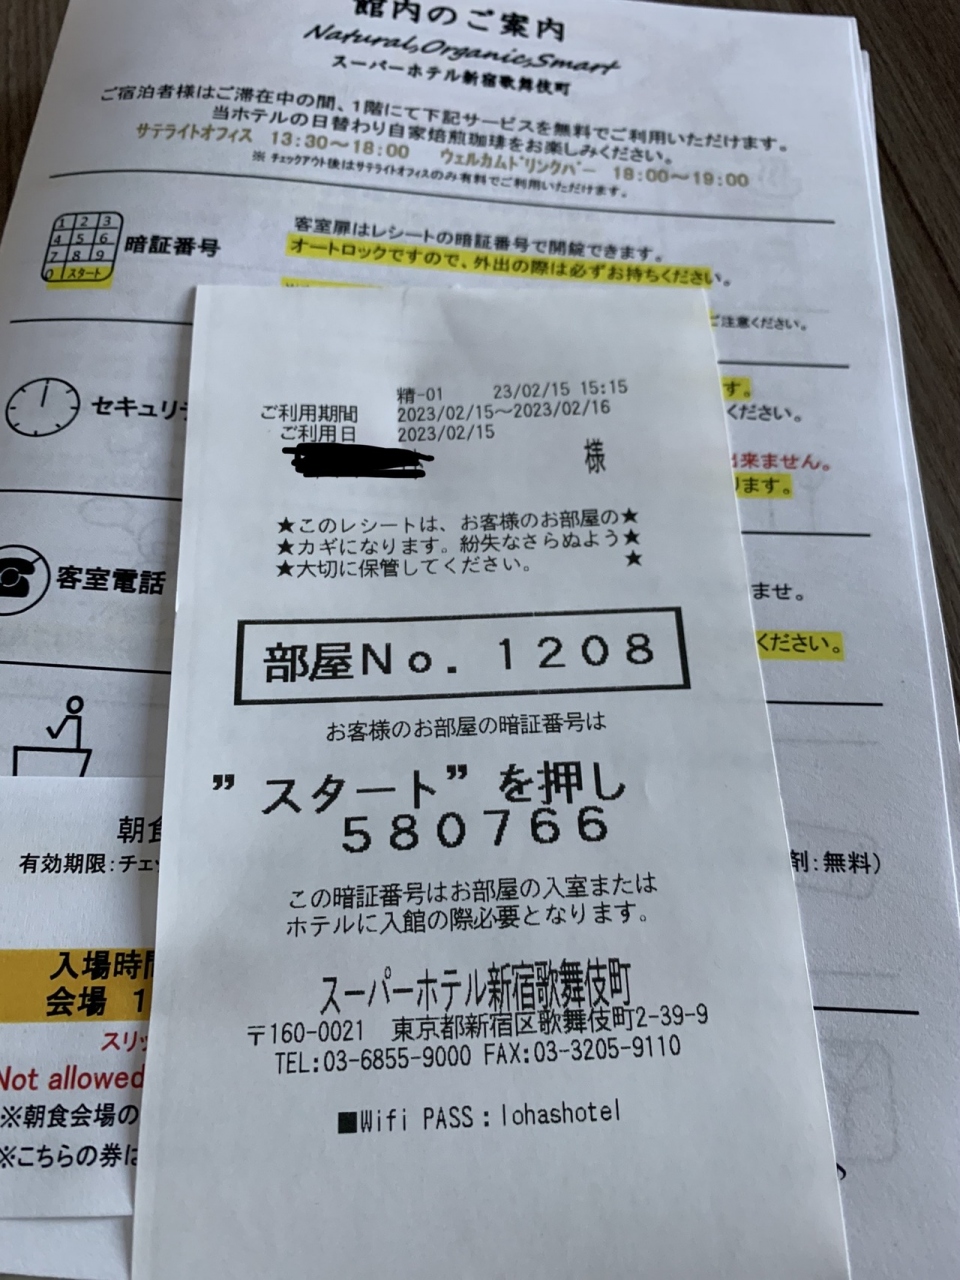 館内のご案内
Natural,Organic,Smart
スーパーホテル新宿歌舞伎町
ご宿泊者様はご滞在中の間、1階にて下記サービスを無料でご利用いただけます。
当ホテルの日替わり自家焙煎珈琲をお楽しみください。
サテライトオフィス 13:30～18:00 ウェルカムドリンクバー 18:00～19:00
※ チェックアウト後はサテライトオフィスのみ有料でご利用いただけます。
1 2 3
4 5 6
7 8 9
0 スタート
暗証番号
客室扉はレシートの暗証番号で開錠できます。
オートロックですので、外出の際は必ずお持ちください。
ご注意ください。
セキュリテ
す。
ください。
出来ません。
ります。
客室電話
ませ。
ください。
剤:無料)
朝食
有効期限:チェッ
入場時間
会場 1
スリッ
Not allowed
※朝食会場の
※こちらの券は
精-01 23/02/15 15:15
ご利用期間 2023/02/15～2023/02/16
ご利用日 2023/02/15
様
★このレシートは、お客様のお部屋の★
★カギになります。紛失なさらぬよう★
★大切に保管してください。 ★
部屋No. 1208
お客様のお部屋の暗証番号は
”スタート”を押し
580766
この暗証番号はお部屋の入室または
ホテルに入館の際必要となります。
スーパーホテル新宿歌舞伎町
〒160-0021 東京都新宿区歌舞伎町2-39-9
TEL:03-6855-9000 FAX:03-3205-9110
■Wifi PASS：lohashotel